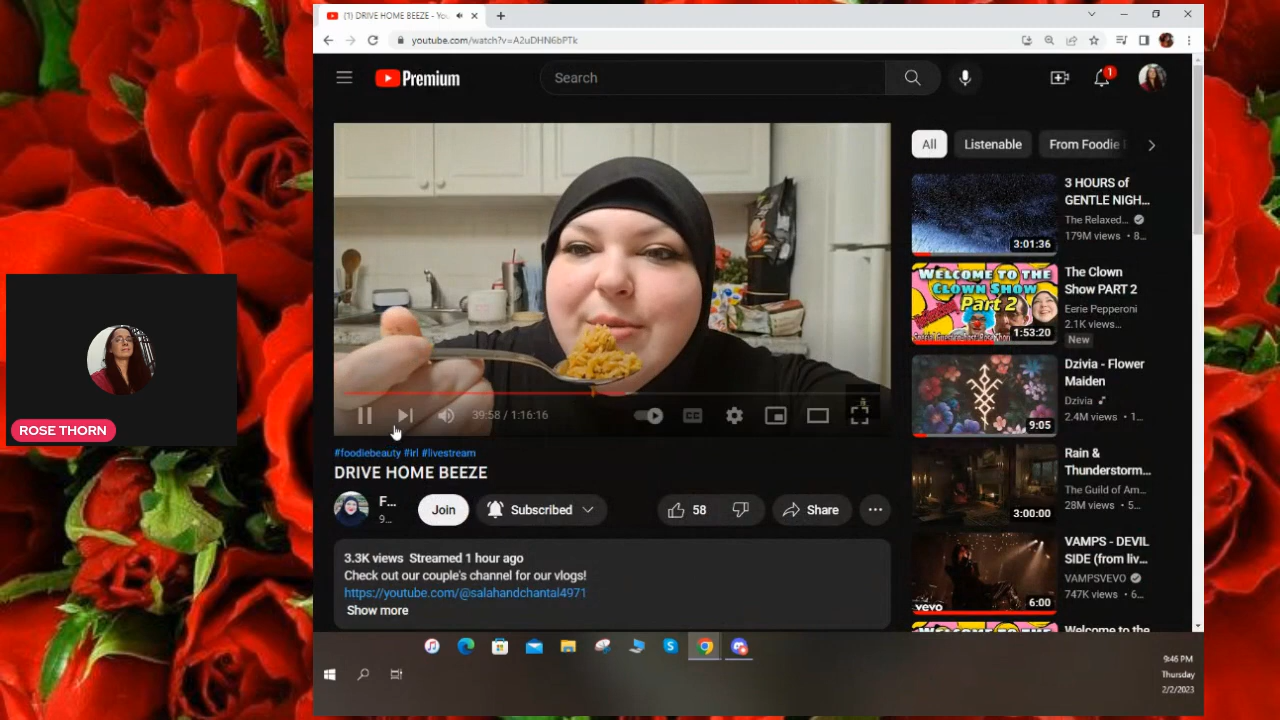 (1) DRIVE HOME BEEZE - You
youtube.com/watch?v=A2uDHN6bPTk
Premium
Search
1
All
Listenable
From Foodie
39:58 / 1:16:16
#foodiebeauty #irl #livestream
DRIVE HOME BEEZE
F...
9...
Join
Subscribed
58
Share
3.3K views Streamed 1 hour ago
Check out our couple's channel for our vlogs!
https://youtube.com/@salahandchantal4971
Show more
3:01:36
3 HOURS of
GENTLE NIGH...
The Relaxed...
179M views • 8...
WELCOME TO THE
CLOWN SHOW
Part 2
1:53:20
The Clown
Show PART 2
Eerie Pepperoni
2.1K views...
New
9:05
Dzivia - Flower
Maiden
Dzivia
2.4M views • 1...
3:00:00
Rain &
Thunderstorm...
The Guild of Am...
28M views • 5...
vevo
6:00
VAMPS - DEVIL
SIDE (from liv...
VAMPSVEVO
747K views • 6...
WELCOME TO THE
Welcome to the
ROSE THORN
9:46 PM
Thursday
2/2/2023